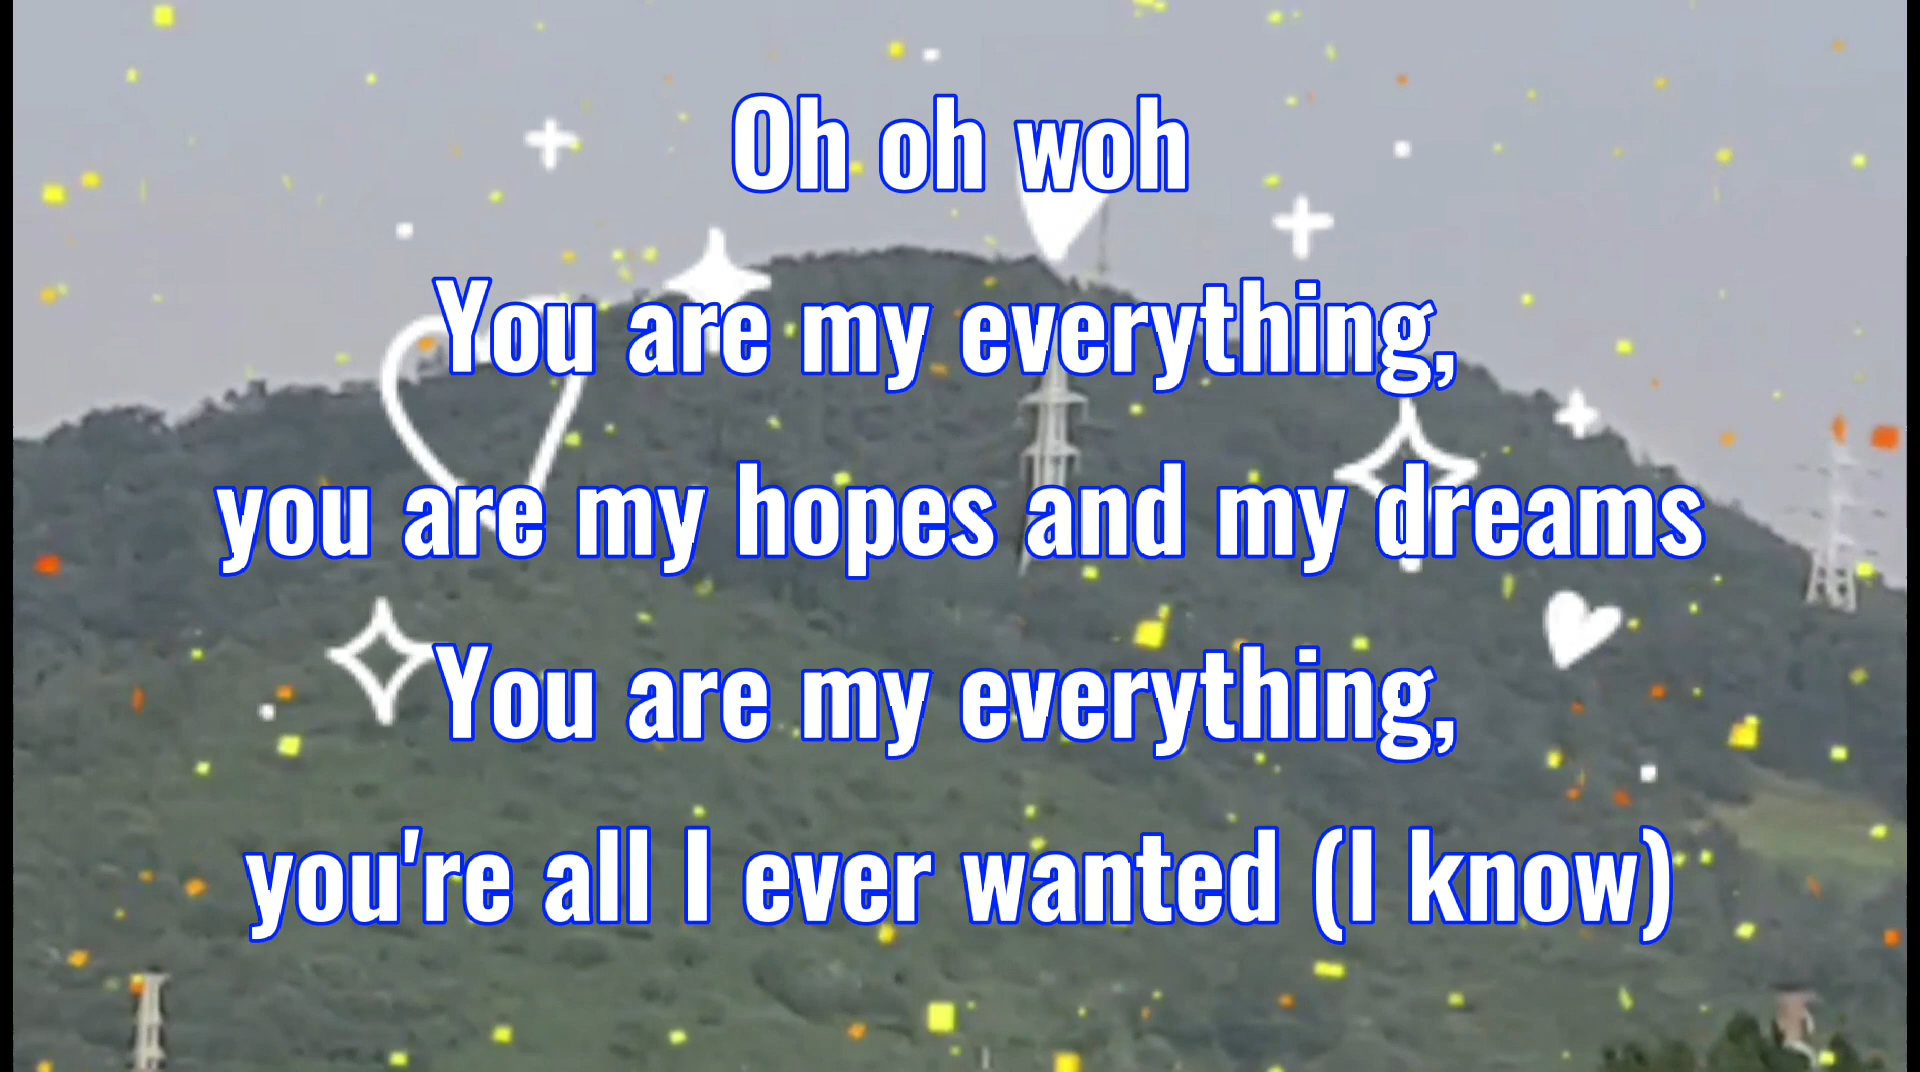 Oh oh woh
You are my everything,
you are my hopes and my dreams
You are my everything,
you're all I ever wanted (I know)